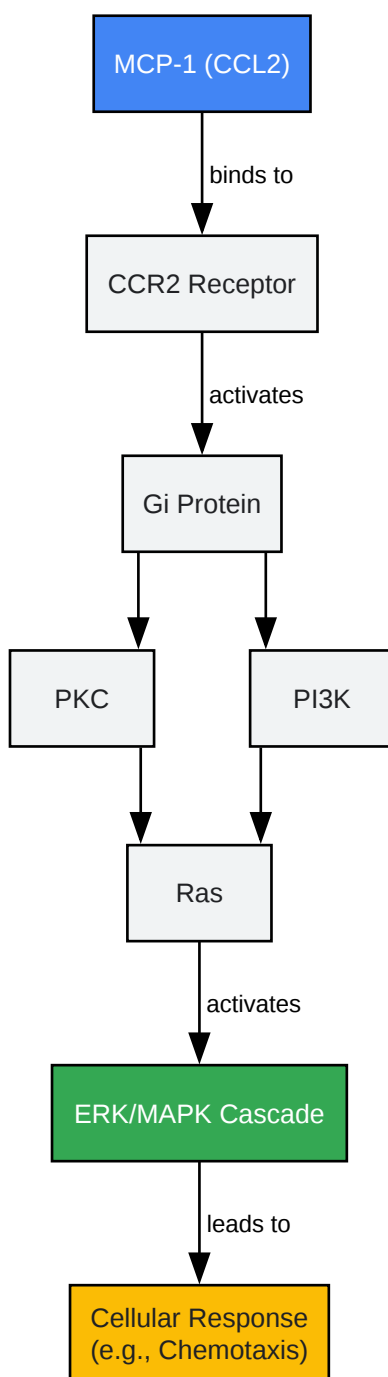 MCP-1 (CCL2)
binds to
CCR2 Receptor
activates
Gi Protein
PKC
PI3K
Ras
activates
ERK/MAPK Cascade
leads to
Cellular Response
(e.g., Chemotaxis)